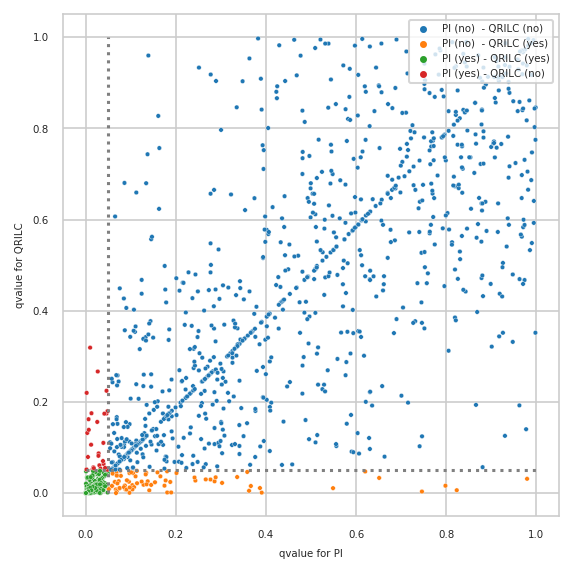 PI (no)  - QRILC (no)
PI (no)  - QRILC (yes)
PI (yes) - QRILC (yes)
PI (yes) - QRILC (no)
1.0
0.8
0.6
0.4
0.2
0.0
qvalue for QRILC
0.0 0.2 0.4 0.6 0.8 1.0
qvalue for PI